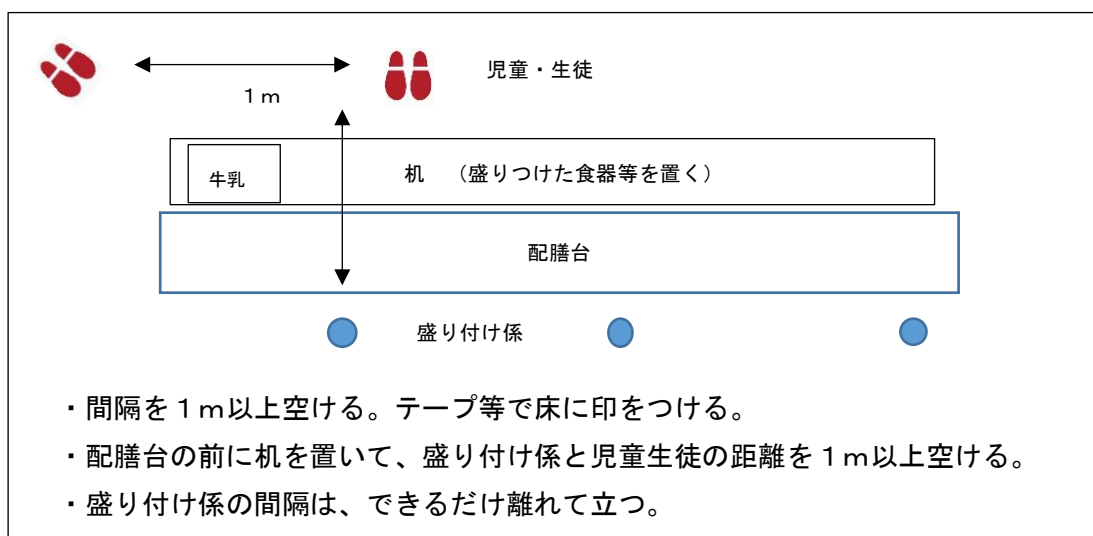 児童・生徒
１ｍ
牛乳
机　（盛りつけた食器等を置く）
配膳台
盛り付け係
・間隔を１ｍ以上空ける。テープ等で床に印をつける。
・配膳台の前に机を置いて、盛り付け係と児童生徒の距離を１ｍ以上空ける。
・盛り付け係の間隔は、できるだけ離れて立つ。